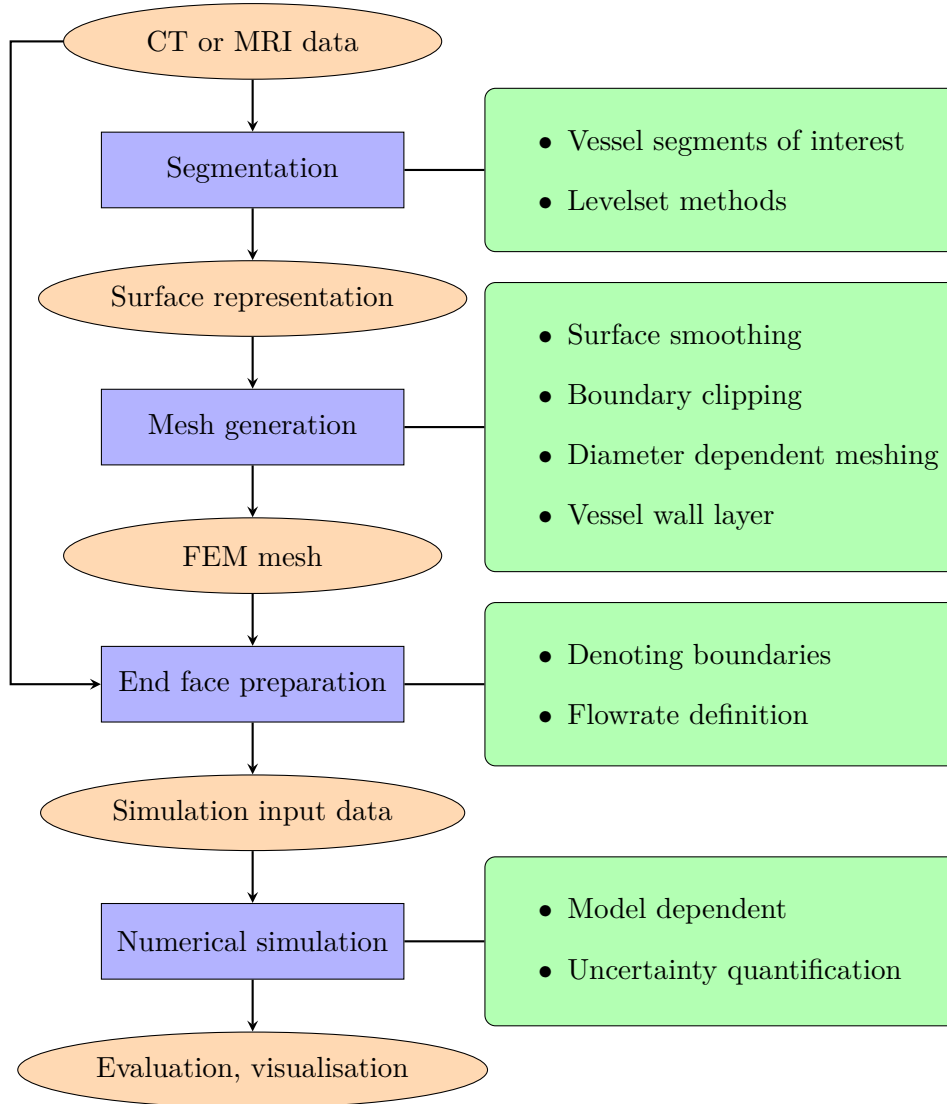 CT or MRI data
Segmentation
• Vessel segments of interest
• Levelset methods
Surface representation
Mesh generation
• Surface smoothing
• Boundary clipping
• Diameter dependent meshing
• Vessel wall layer
FEM mesh
End face preparation
• Denoting boundaries
• Flowrate definition
Simulation input data
Numerical simulation
• Model dependent
• Uncertainty quantification
Evaluation, visualisation